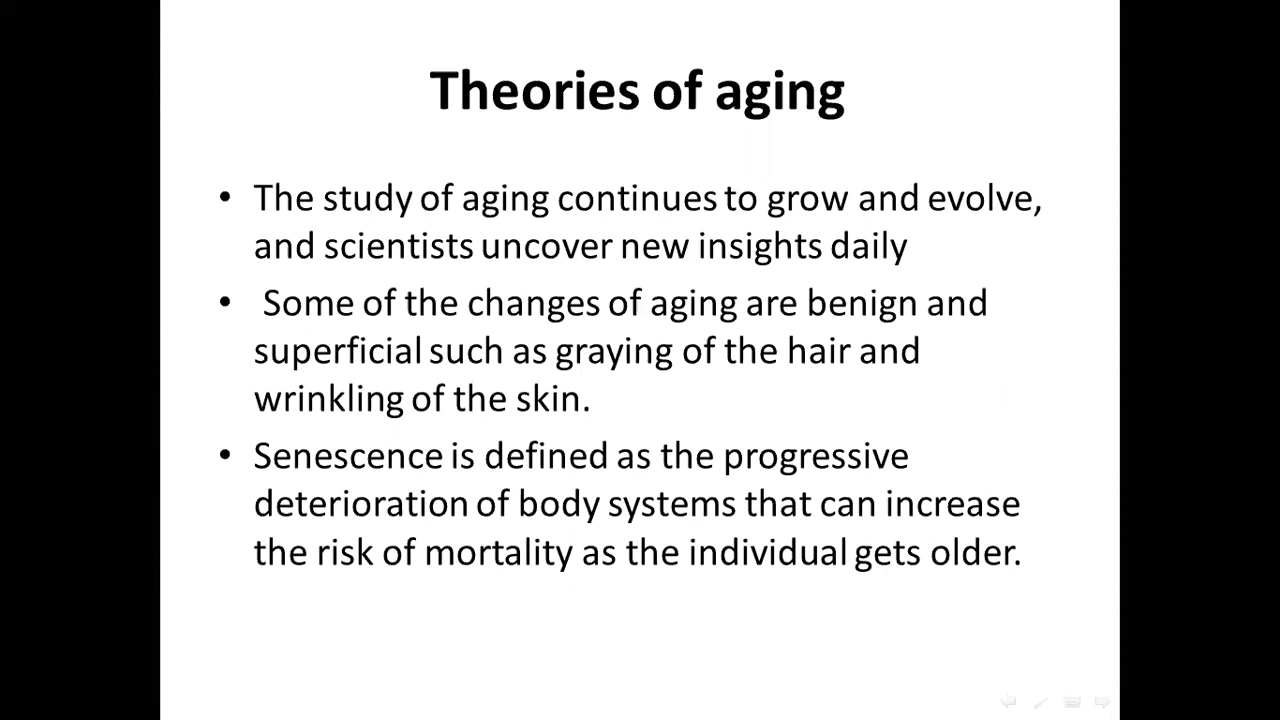 Theories of aging
• The study of aging continues to grow and evolve,
and scientists uncover new insights daily
• Some of the changes of aging are benign and
superficial such as graying of the hair and
wrinkling of the skin.
• Senescence is defined as the progressive
deterioration of body systems that can increase
the risk of mortality as the individual gets older.